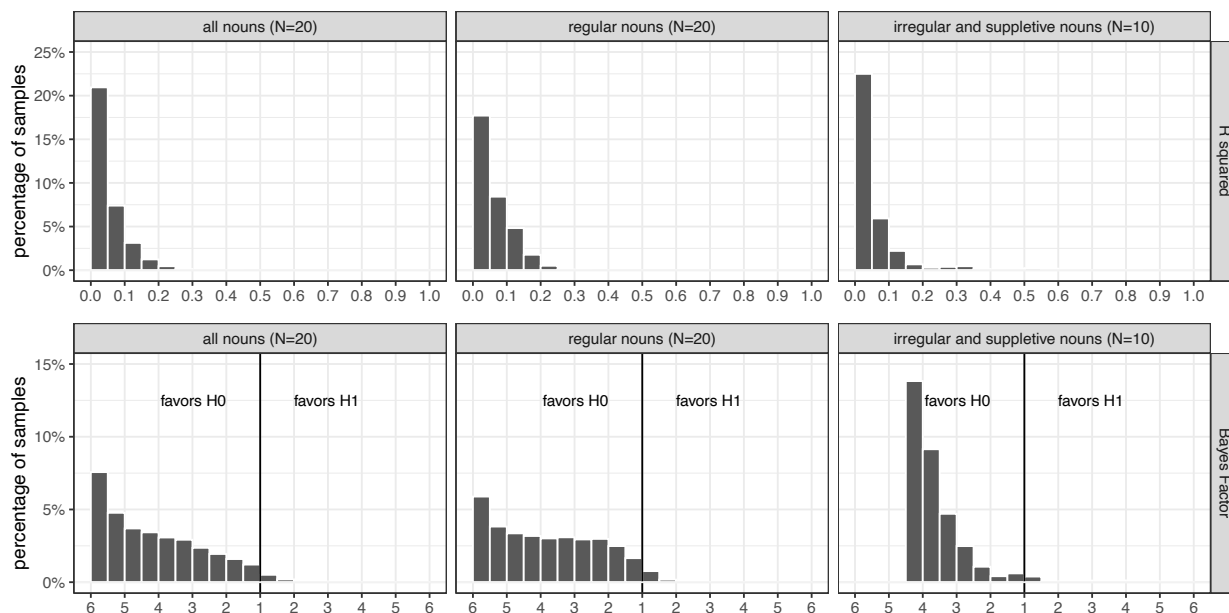 all nouns (N=20) regular nouns (N=20) irregular and suppletive nouns (N=10)
percentage of samples
25%
20%
15%
10%
5%
0%
R squared
0.0 0.1 0.2 0.3 0.4 0.5 0.6 0.7 0.8 0.9 1.0 0.0 0.1 0.2 0.3 0.4 0.5 0.6 0.7 0.8 0.9 1.0 0.0 0.1 0.2 0.3 0.4 0.5 0.6 0.7 0.8 0.9 1.0
all nouns (N=20) regular nouns (N=20) irregular and suppletive nouns (N=10)
percentage of samples
15%
favors H0 favors H1 favors H0 favors H1 favors H0 favors H1
10%
5%
0%
Bayes Factor
6 5 4 3 2 1 2 3 4 5 6 6 5 4 3 2 1 2 3 4 5 6 6 5 4 3 2 1 2 3 4 5 6